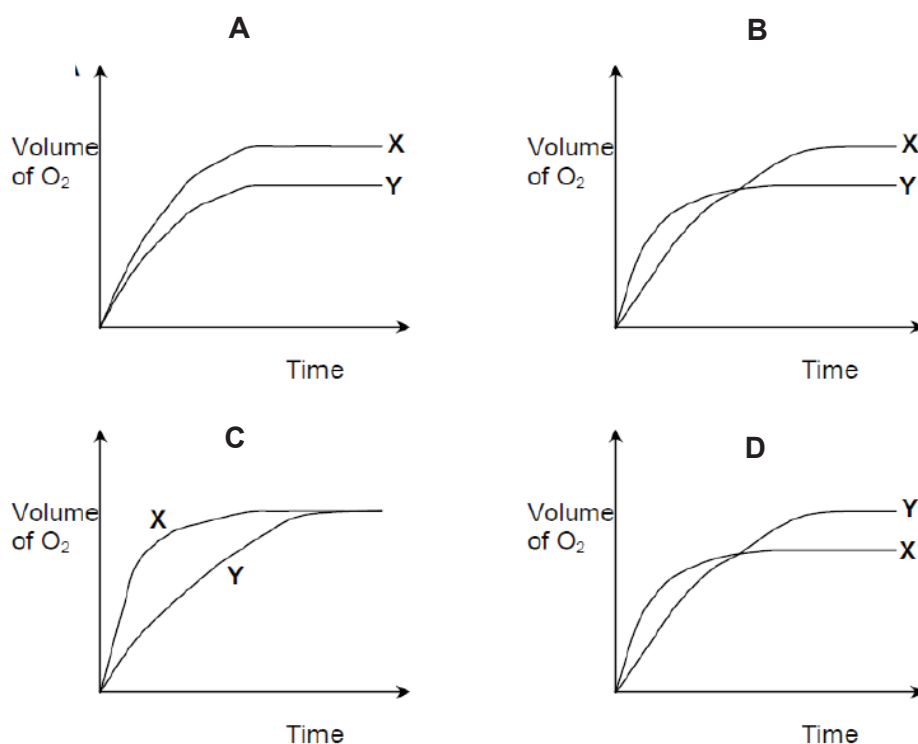 A
B
Volume
of O₂
X
Y
Time
Volume
of O₂
X
Y
Time
C
D
Volume
of O₂
X
Y
Time
Volume
of O₂
Y
X
Time